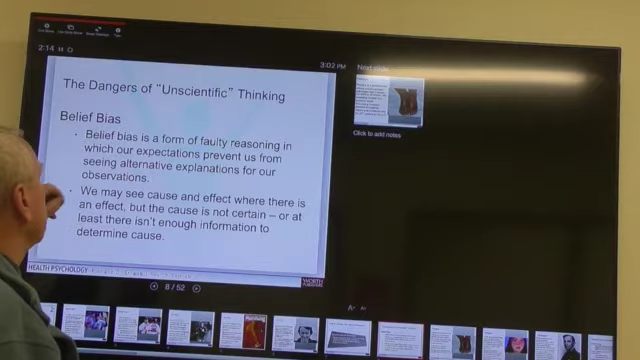 2:14
3:02 PM
Next slide
The Dangers of "Unscientific" Thinking
Belief Bias
Belief bias is a form of faulty reasoning in
which our expectations prevent us from
seeing alternative explanations for our
observations.
We may see cause and effect where there is
an effect, but the cause is not certain – or at
least there isn't enough information to
determine cause.
Click to add notes
HEALTH PSYCHOLOGY
WORTH
8 / 52